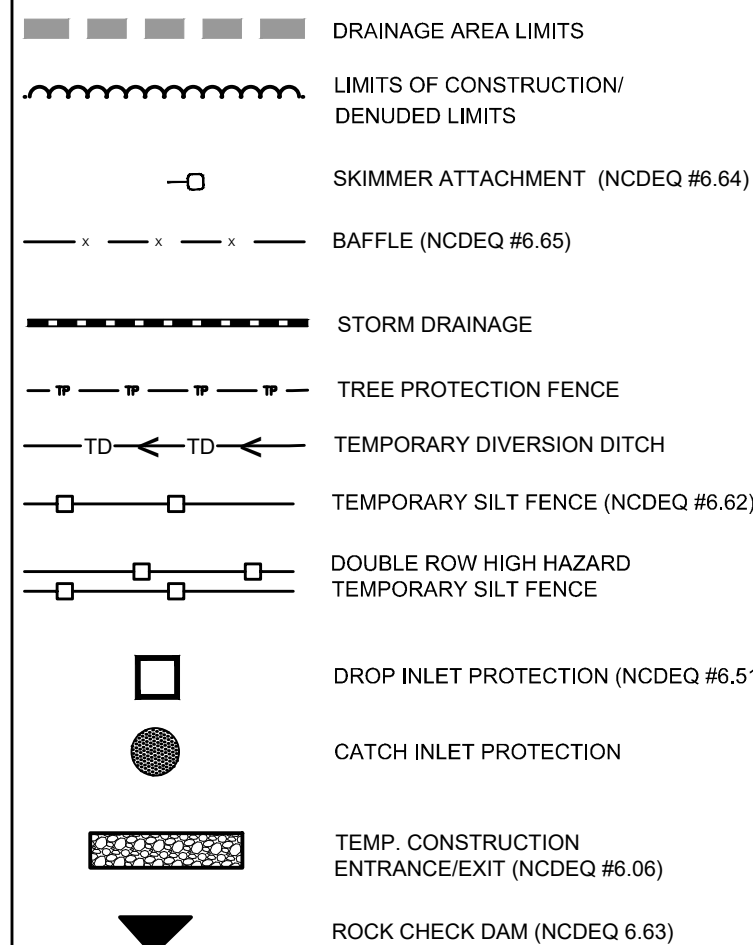 DRAINAGE AREA LIMITS
LIMITS OF CONSTRUCTION/
DENUDED LIMITS
SKIMMER ATTACHMENT (NCDEQ #6.64)
x x x BAFFLE (NCDEQ #6.65)
STORM DRAINAGE
TP TP TP TP TREE PROTECTION FENCE
TD TD TEMPORARY DIVERSION DITCH
TEMPORARY SILT FENCE (NCDEQ #6.62)
DOUBLE ROW HIGH HAZARD
TEMPORARY SILT FENCE
DROP INLET PROTECTION (NCDEQ #6.51
CATCH INLET PROTECTION
TEMP. CONSTRUCTION
ENTRANCE/EXIT (NCDEQ #6.06)
ROCK CHECK DAM (NCDEQ 6.63)